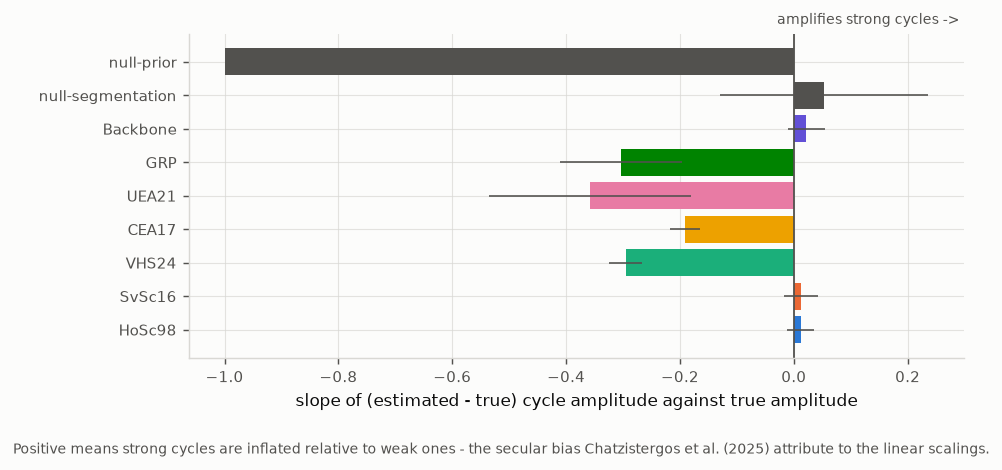 amplifies strong cycles ->
null-prior
null-segmentation
Backbone
GRP
UEA21
CEA17
VHS24
SvSc16
HoSc98
−1.0 −0.8 −0.6 −0.4 −0.2 0.0 0.2
slope of (estimated - true) cycle amplitude against true amplitude
Positive means strong cycles are inflated relative to weak ones - the secular bias Chatzistergos et al. (2025) attribute to the linear scalings.